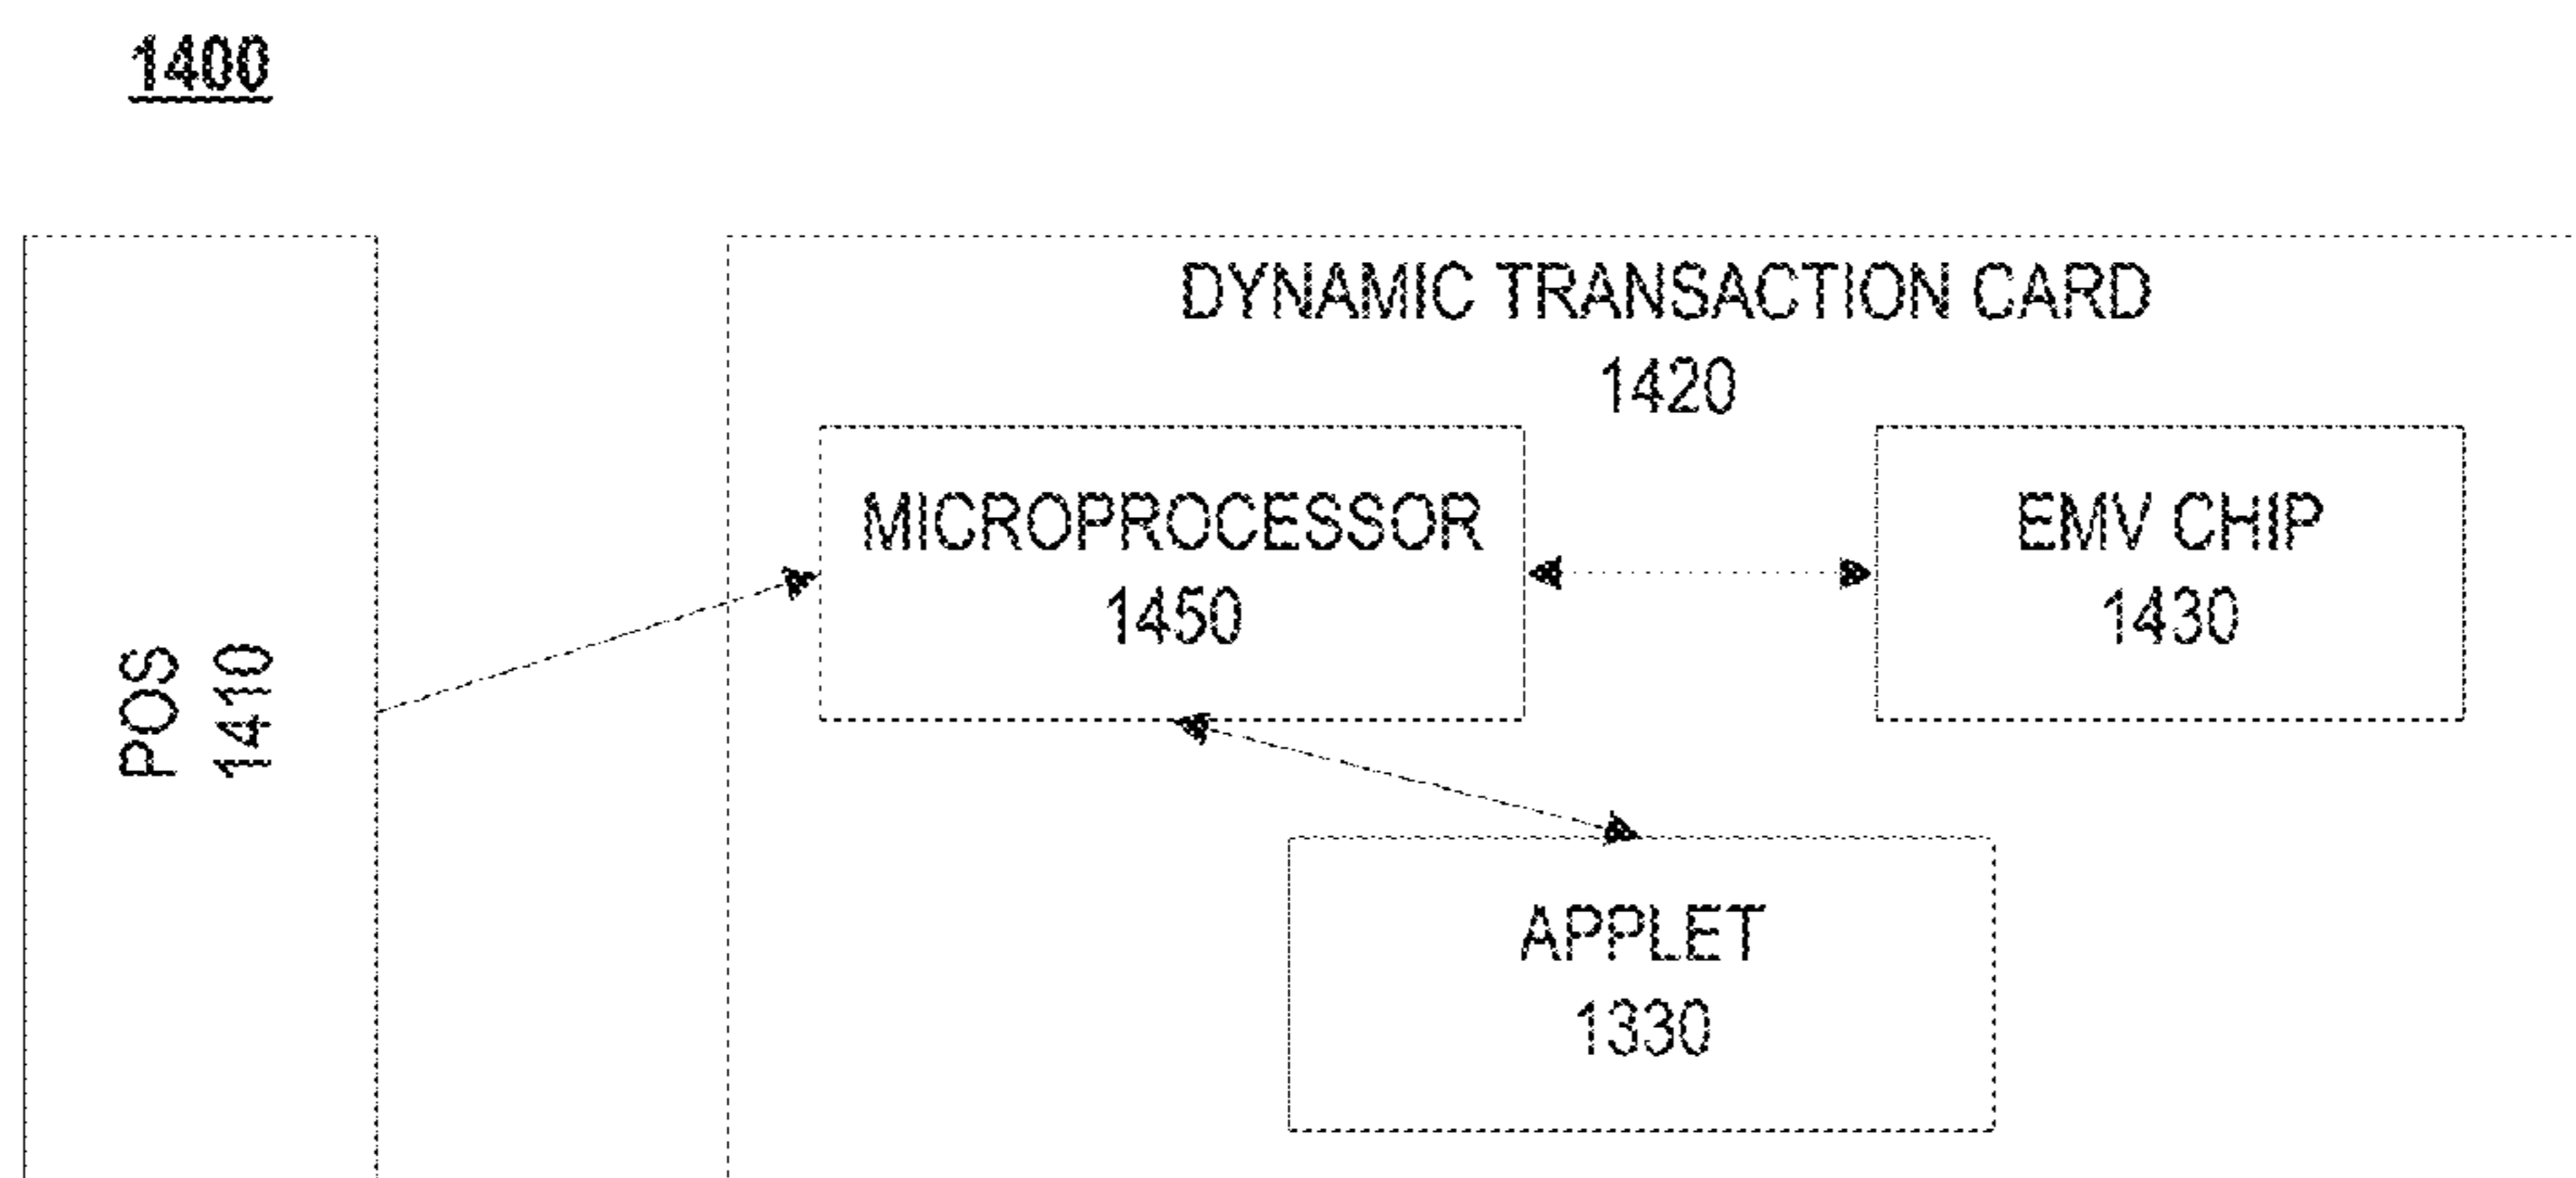 1400
POS
1410
DYNAMIC TRANSACTION CARD
1420
MICROPROCESSOR
1450
EMV CHIP
1430
APPLET
1330